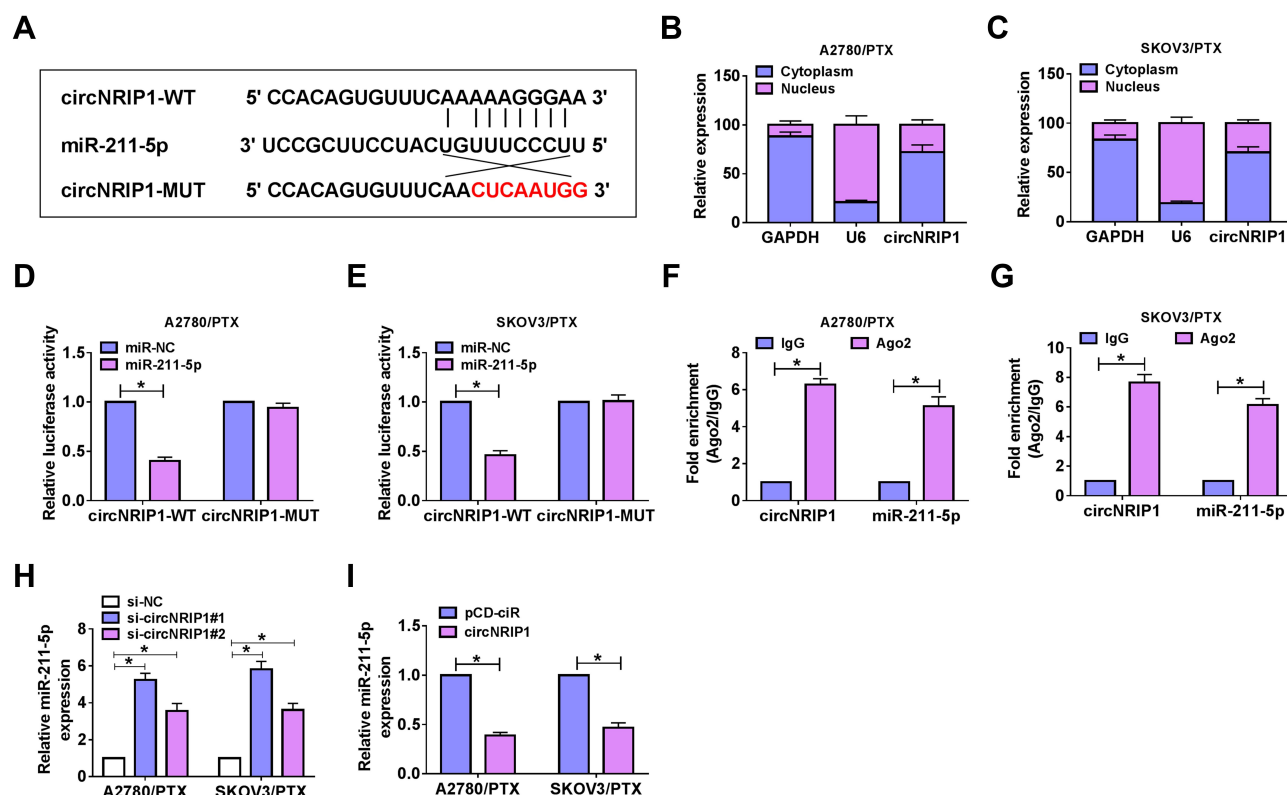 A
circNRIP1-WT 5' CCACAGUGUUUCAAAAAGGGAA 3'
miR-211-5p 3' UCCGCUUCCUACUGUUUCCCUU 5'
circNRIP1-MUT 5' CCACAGUGUUUCAACUCAAUGG 3'
B
A2780/PTX
Cytoplasm
Nucleus
Relative expression
150
100
50
0
GAPDH U6 circNRIP1
C
SKOV3/PTX
Cytoplasm
Nucleus
Relative expression
150
100
50
0
GAPDH U6 circNRIP1
D
A2780/PTX
miR-NC
miR-211-5p
Relative luciferase activity
1.5
1.0
0.5
0.0
*
circNRIP1-WT circNRIP1-MUT
E
SKOV3/PTX
miR-NC
miR-211-5p
Relative luciferase activity
1.5
1.0
0.5
0.0
*
circNRIP1-WT circNRIP1-MUT
F
A2780/PTX
IgG Ago2
Fold enrichment
(Ago2/IgG)
8
6
4
2
0
* *
circNRIP1 miR-211-5p
G
SKOV3/PTX
IgG Ago2
Fold enrichment
(Ago2/IgG)
10
8
6
4
2
0
* *
circNRIP1 miR-211-5p
H
si-NC
si-circNRIP1#1
si-circNRIP1#2
Relative miR-211-5p
expression
8
6
4
2
0
* * * *
A2780/PTX SKOV3/PTX
I
pCD-ciR
circNRIP1
Relative miR-211-5p
expression
1.5
1.0
0.5
0.0
* *
A2780/PTX SKOV3/PTX